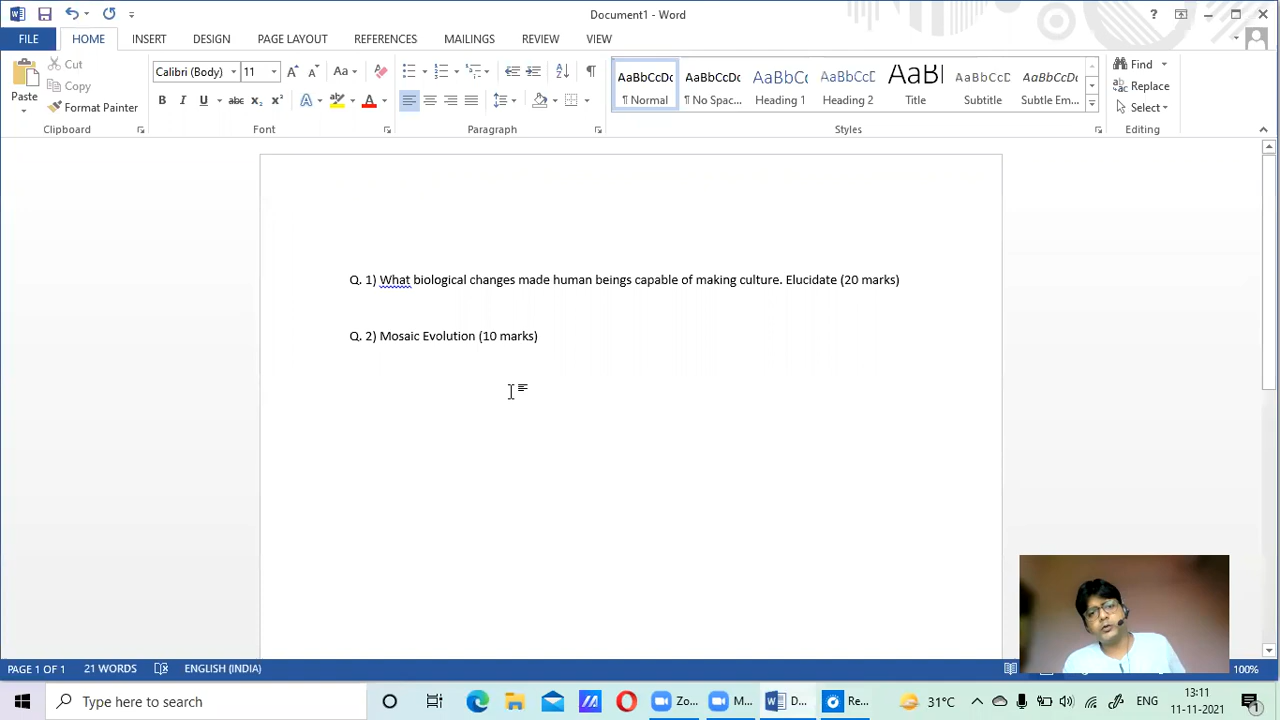 Document1 - Word
FILE HOME INSERT DESIGN PAGE LAYOUT REFERENCES MAILINGS REVIEW VIEW
Cut
Copy
Format Painter
Paste
Clipboard
Calibri (Body) 11
Font
Paragraph
AaBbCcDc AaBbCcDc AaBbCc AaBbCcD AaBI AaBbCcD AaBbCcDc
¶ Normal ¶ No Spac... Heading 1 Heading 2 Title Subtitle Subtle Em...
Styles
Find
Replace
Select
Editing
Q. 1) What biological changes made human beings capable of making culture. Elucidate (20 marks)
Q. 2) Mosaic Evolution (10 marks)
PAGE 1 OF 1 21 WORDS ENGLISH (INDIA) 100%
Type here to search Zo... M... D... Re... 31°C ENG 13:11
11-11-2021